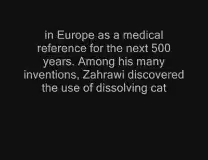 in Europe as a medical
reference for the next 500
years. Among his many
inventions, Zahrawi discovered
the use of dissolving cat